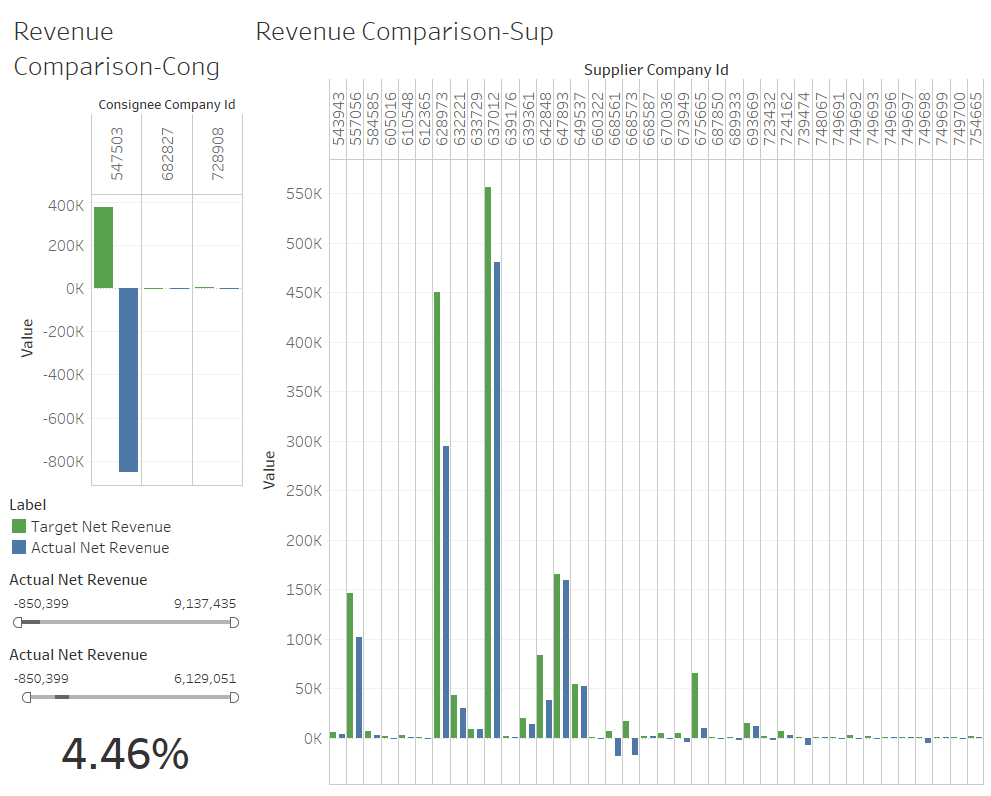 Revenue
Comparison-Cong
Consignee Company Id
547503
682827
728908
400K
200K
0K
-200K
-400K
-600K
-800K
Value
Label
Target Net Revenue
Actual Net Revenue
Actual Net Revenue
-850,399 9,137,435
Actual Net Revenue
-850,399 6,129,051
4.46%
Revenue Comparison-Sup
Supplier Company Id
543943
557056
584585
605016
610548
612365
628973
632221
633729
637012
639176
639361
642848
647893
649537
660322
668561
668573
668587
670036
673949
675665
687850
689933
693669
723432
724162
739474
748067
749691
749692
749693
749696
749697
749698
749699
749700
754665
550K
500K
450K
400K
350K
300K
250K
200K
150K
100K
50K
0K
Value